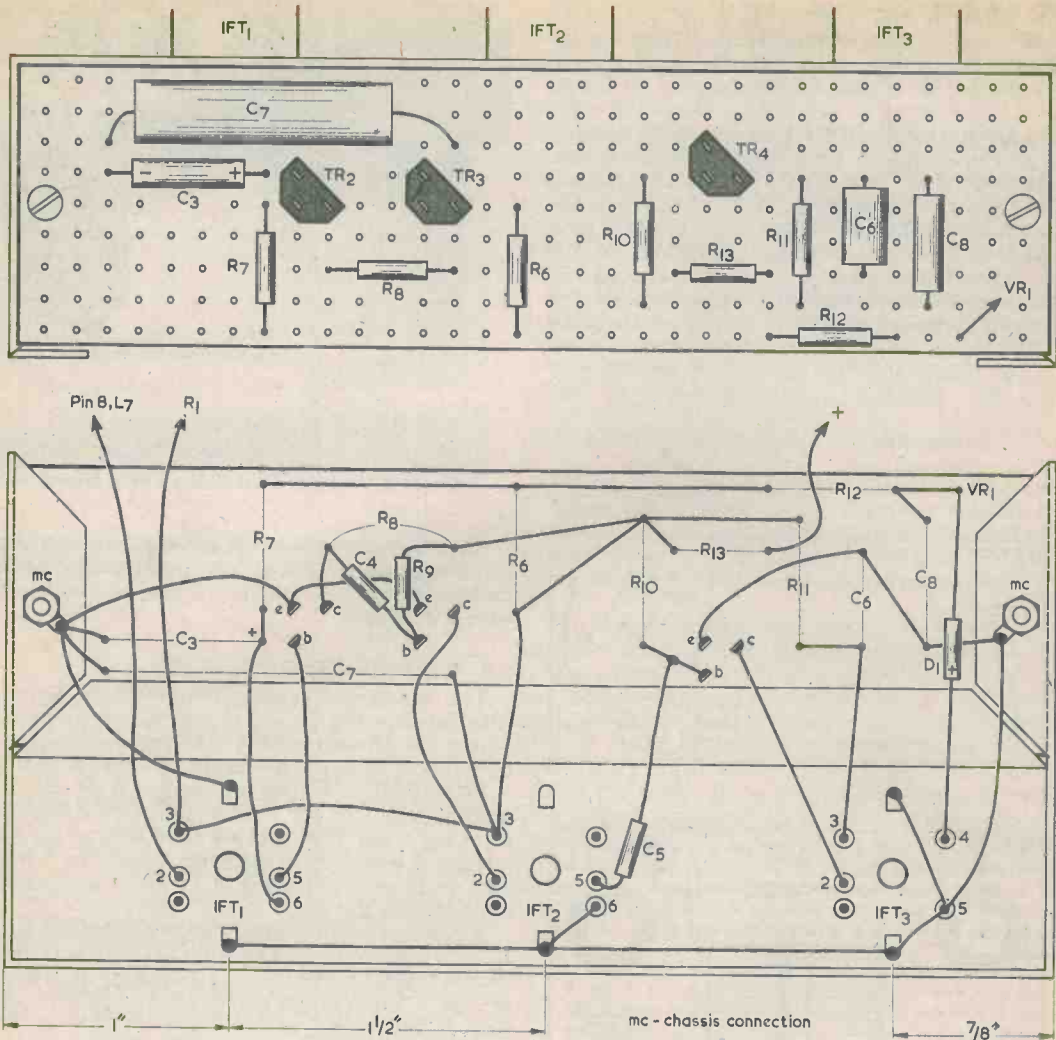 IFT1 IFT2 IFT3
C7
TR4
TR2 TR3
- + C3
R10 R11 C6 C8
R7 R8 R6 R13
VR1
R12
Pin 8, L7 R1 +
R12 VR1
R8
R7 C4 R9 R6 R13
mc R10 C8 mc
R11 C6
e c e c
C3 + b b e c
C7 b D1 +
3 3 3 4
C5
2 5 2 5 2
6 6 5
IFT1 IFT2 IFT3
1" 1 1/2" mc - chassis connection 7/8"